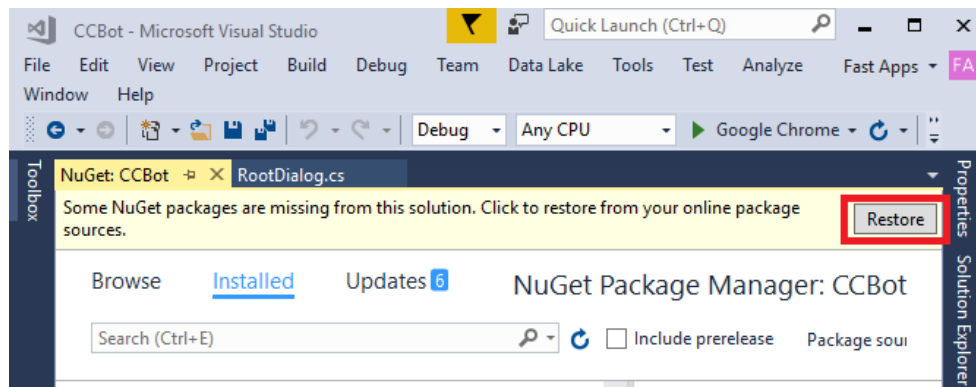 CCBot - Microsoft Visual Studio
Quick Launch (Ctrl+Q)
File Edit View Project Build Debug Team Data Lake Tools Test Analyze Fast Apps FA
Window Help
Debug Any CPU Google Chrome
Toolbox
NuGet: CCBot RootDialog.cs
Some NuGet packages are missing from this solution. Click to restore from your online package
sources.
Restore
Properties
Solution Explorer
Browse Installed Updates 6 NuGet Package Manager: CCBot
Search (Ctrl+E) Include prerelease Package sour